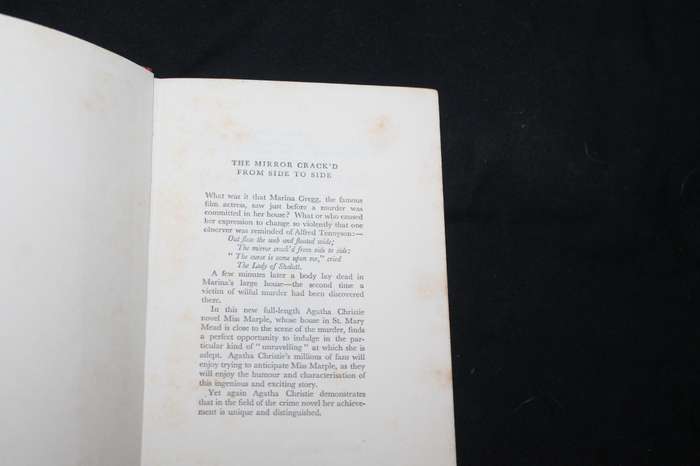 THE MIRROR CRACK'D
FROM SIDE TO SIDE
What was it that Marina Gregg, the famous
film actress, saw just before a murder was
committed in her house? What or who caused
her expression to change so violently that one
observer was reminded of Alfred Tennyson:—
Out flew the web and floated wide;
The mirror crack'd from side to side:
" The curse is come upon me," cried
The Lady of Shalott.
A few minutes later a body lay dead in
Marina's large house—the second time a
victim of wilful murder had been discovered
there.
In this new full-length Agatha Christie
novel Miss Marple, whose house in St. Mary
Mead is close to the scene of the murder, finds
a perfect opportunity to indulge in the par-
ticular kind of " unravelling " at which she is
adept. Agatha Christie's millions of fans will
enjoy trying to anticipate Miss Marple, as they
will enjoy the humour and characterisation of
this ingenious and exciting story.
Yet again Agatha Christie demonstrates
that in the field of the crime novel her achieve-
ment is unique and distinguished.